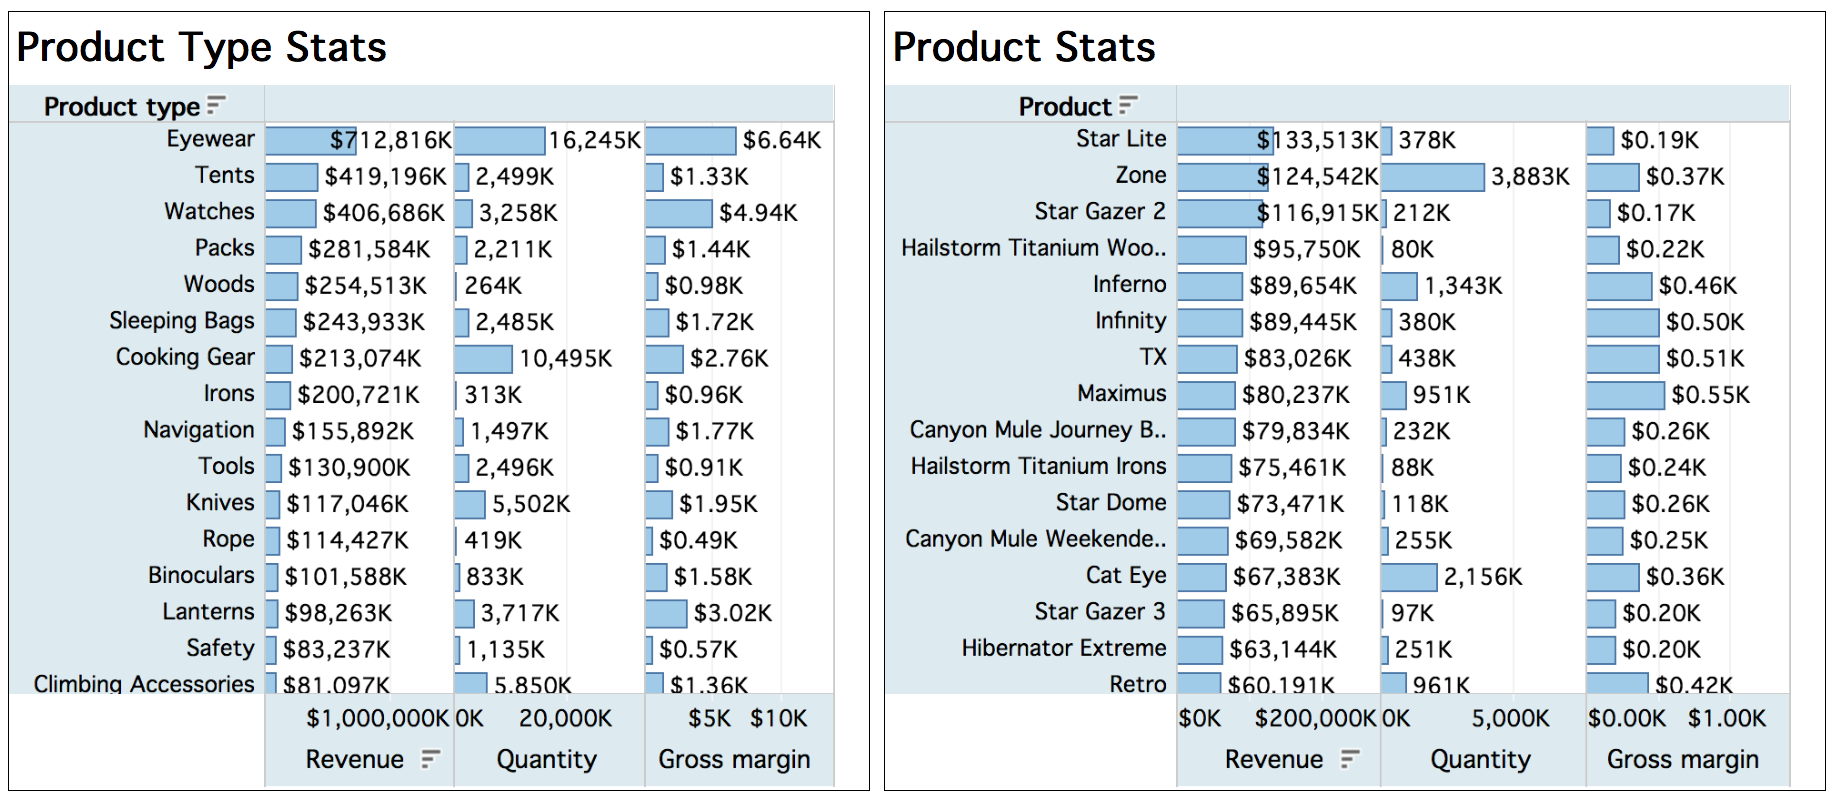 Product Type Stats
Product type
Eyewear $712,816K 16,245K $6.64K
Tents $419,196K 2,499K $1.33K
Watches $406,686K 3,258K $4.94K
Packs $281,584K 2,211K $1.44K
Woods $254,513K 264K $0.98K
Sleeping Bags $243,933K 2,485K $1.72K
Cooking Gear $213,074K 10,495K $2.76K
Irons $200,721K 313K $0.96K
Navigation $155,892K 1,497K $1.77K
Tools $130,900K 2,496K $0.91K
Knives $117,046K 5,502K $1.95K
Rope $114,427K 419K $0.49K
Binoculars $101,588K 833K $1.58K
Lanterns $98,263K 3,717K $3.02K
Safety $83,237K 1,135K $0.57K
Climbing Accessories $81,097K 5,850K $1.36K
$1,000,000K 0K 20,000K $5K $10K
Revenue Quantity Gross margin
Product Stats
Product
Star Lite $133,513K 378K $0.19K
Zone $124,542K 3,883K $0.37K
Star Gazer 2 $116,915K 212K $0.17K
Hailstorm Titanium Woo.. $95,750K 80K $0.22K
Inferno $89,654K 1,343K $0.46K
Infinity $89,445K 380K $0.50K
TX $83,026K 438K $0.51K
Maximus $80,237K 951K $0.55K
Canyon Mule Journey B.. $79,834K 232K $0.26K
Hailstorm Titanium Irons $75,461K 88K $0.24K
Star Dome $73,471K 118K $0.26K
Canyon Mule Weekende.. $69,582K 255K $0.25K
Cat Eye $67,383K 2,156K $0.36K
Star Gazer 3 $65,895K 97K $0.20K
Hibernator Extreme $63,144K 251K $0.20K
Retro $60,191K 961K $0.42K
$0K $200,000K 0K 5,000K $0.00K $1.00K
Revenue Quantity Gross margin